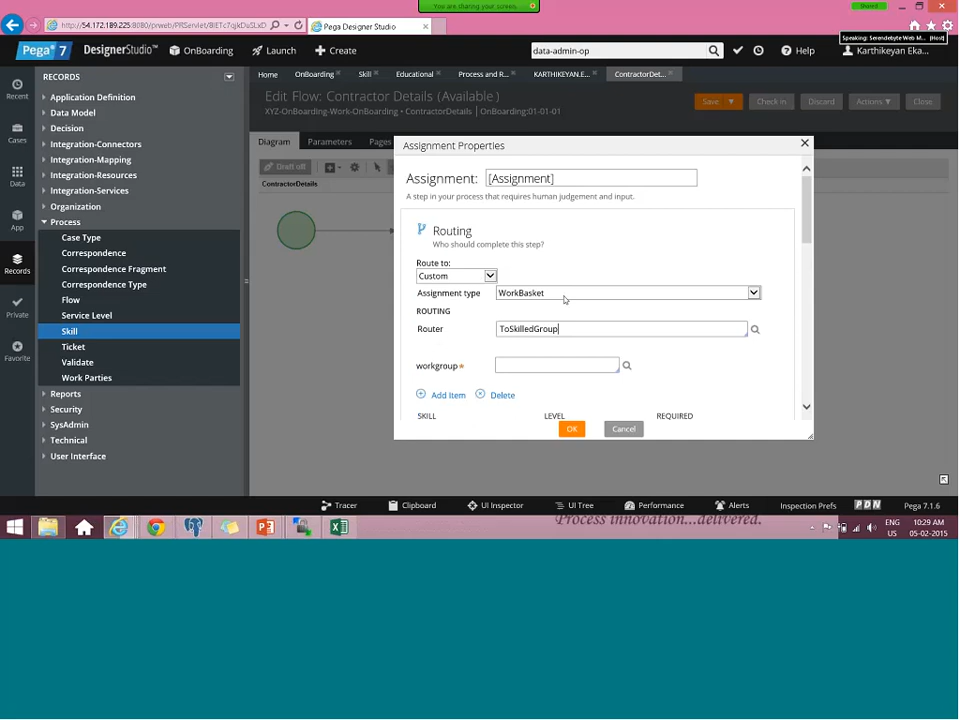 You are sharing your screen.
Shared
Speaking: Serendebyte Web M... (Host)
http://54.172.189.225:8080/prweb/PRServlet/
Pega Designer Studio
Pega 7
DesignerStudio™
OnBoarding
Launch
Create
data-admin-op
Help
Karthikeyan Eka...
Recent
Cases
Data
App
Records
Private
Favorite
RECORDS
Application Definition
Data Model
Decision
Integration-Connectors
Integration-Mapping
Integration-Resources
Integration-Services
Organization
Process
Case Type
Correspondence
Correspondence Fragment
Correspondence Type
Flow
Service Level
Skill
Ticket
Validate
Work Parties
Reports
Security
SysAdmin
Technical
User Interface
Home
OnBoarding
Skill
Educational
Process and R...
KARTHIKEYAN.E...
ContractorDet...
Edit Flow: Contractor Details (Available)
XYZ-OnBoarding-Work-OnBoarding • ContractorDetails
OnBoarding:01-01-01
Save
Check in
Discard
Actions
Close
Diagram
Parameters
Pages
Draft off
ContractorDetails
Assignment Properties
Assignment: [Assignment]
A step in your process that requires human judgement and input.
Routing
Who should complete this step?
Route to:
Custom
Assignment type WorkBasket
ROUTING
Router ToSkilledGroup
workgroup*
Add Item Delete
SKILL LEVEL REQUIRED
OK Cancel
Tracer
Clipboard
UI Inspector
UI Tree
Performance
Alerts
Inspection Prefs
PDN
Pega 7.1.6
Process innovation...delivered.
ENG
US
10:29 AM
05-02-2015